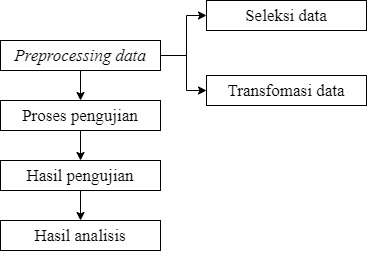 Seleksi data
Preprocessing data
Transfomasi data
Proses pengujian
Hasil pengujian
Hasil analisis